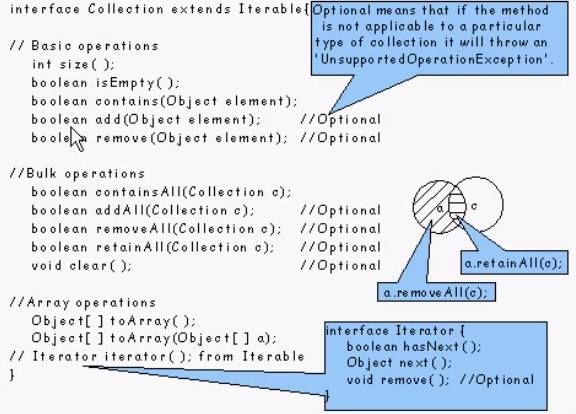 interface Collection extends Iterable{
Optional means that if the method
is not applicable to a particular
type of collection it will throw an
'UnsupportedOperationException'.
// Basic operations
int size( );
boolean isEmpty( );
boolean contains(Object element);
boolean add(Object element); //Optional
boolean remove(Object element); //Optional
//Bulk operations
boolean containsAll(Collection c);
boolean addAll(Collection c); //Optional
boolean removeAll(Collection c); //Optional
boolean retainAll(Collection c); //Optional
void clear( ); //Optional
a c
a.retainAll(c);
a.removeAll(c);
//Array operations
Object[ ] toArray( );
Object[ ] toArray(Object[ ] a);
// Iterator iterator( ); from Iterable
}
interface Iterator {
boolean hasNext( );
Object next( );
void remove( ); //Optional
}